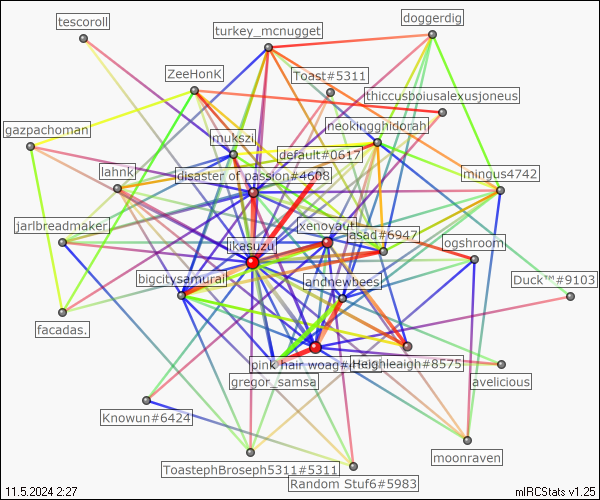 tescoroll
doggerdig
turkey_mcnugget
ZeeHonK
Toast#5311
thiccusboiusalexusjoneus
gazpachoman
neokingghidorah
mukszi
default#0617
lahnk
disaster of passion#4608
mingus4742
jarlbreadmaker
xenovaut
asad#6947
ikesuzu
ogshroom
bigcitysamurai
andnewbees
Duck™#9103
facadas.
pink hair woag#
Heighleaigh#8575
gregor_samsa
avelicious
Knowun#6424
moonraven
ToastephBroseph5311#5311
Random Stuf6#5983
11.5.2024 2:27
mIRCStats v1.25